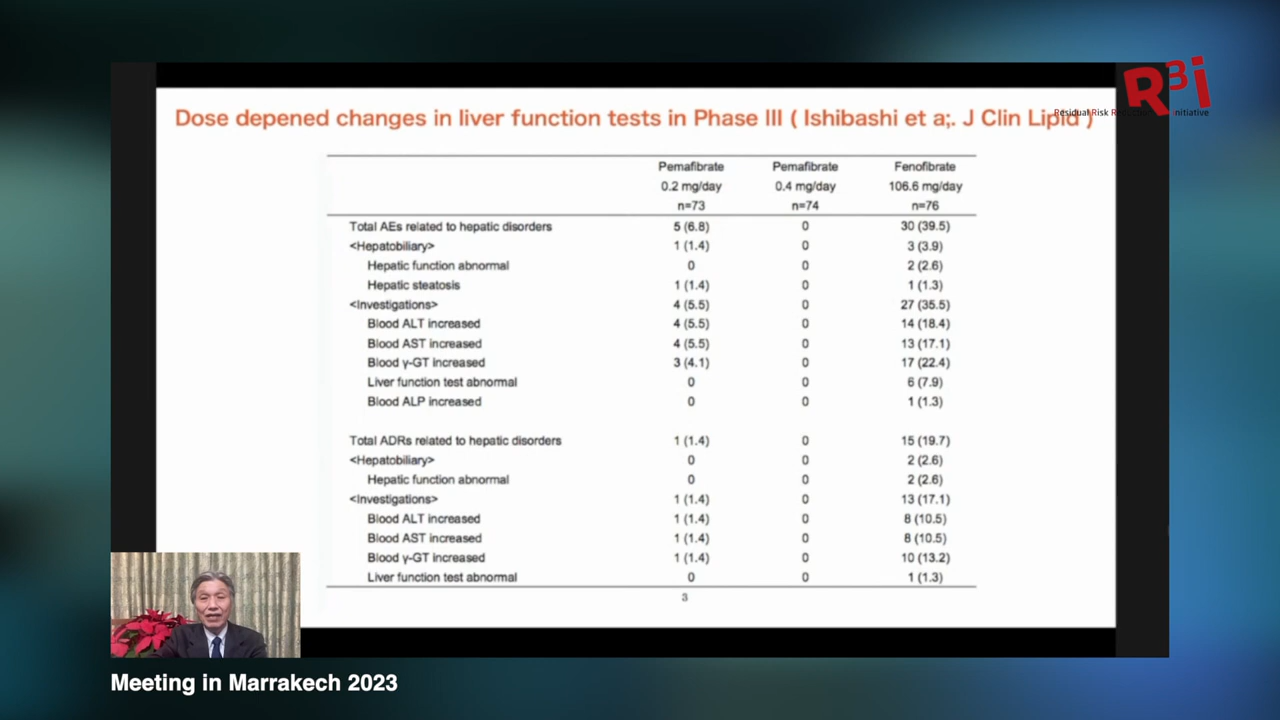 R³i
Residual Risk Re nitiative
Dose depened changes in liver function tests in Phase III ( Ishibashi et a;. J Clin Lipid )
Pemafibrate Pemafibrate Fenofibrate
0.2 mg/day 0.4 mg/day 106.6 mg/day
n=73 n=74 n=76
Total AEs related to hepatic disorders 5 (6.8) 0 30 (39.5)
<Hepatobiliary> 1 (1.4) 0 3 (3.9)
Hepatic function abnormal 0 0 2 (2.6)
Hepatic steatosis 1 (1.4) 0 1 (1.3)
<Investigations> 4 (5.5) 0 27 (35.5)
Blood ALT increased 4 (5.5) 0 14 (18.4)
Blood AST increased 4 (5.5) 0 13 (17.1)
Blood γ-GT increased 3 (4.1) 0 17 (22.4)
Liver function test abnormal 0 0 6 (7.9)
Blood ALP increased 0 0 1 (1.3)
Total ADRs related to hepatic disorders 1 (1.4) 0 15 (19.7)
<Hepatobiliary> 0 0 2 (2.6)
Hepatic function abnormal 0 0 2 (2.6)
<Investigations> 1 (1.4) 0 13 (17.1)
Blood ALT increased 1 (1.4) 0 8 (10.5)
Blood AST increased 1 (1.4) 0 8 (10.5)
Blood γ-GT increased 1 (1.4) 0 10 (13.2)
Liver function test abnormal 0 0 1 (1.3)
3
Meeting in Marrakech 2023